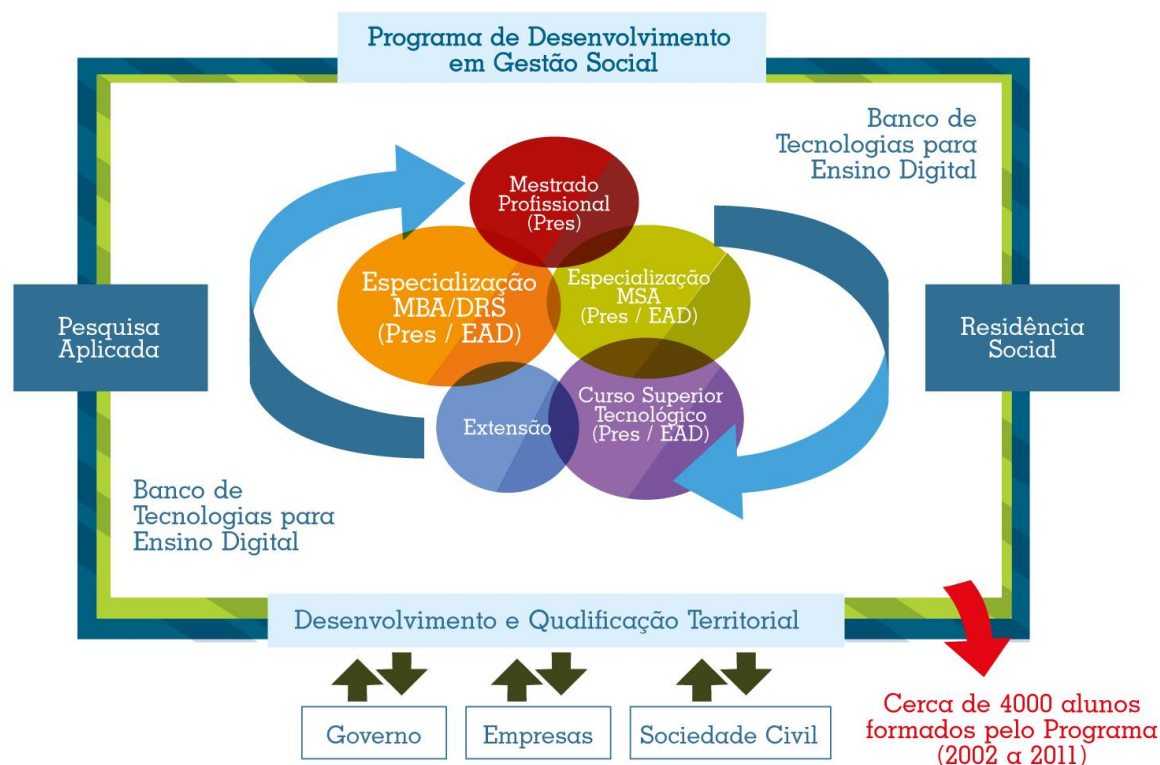 Programa de Desenvolvimento
em Gestão Social
Banco de
Tecnologias para
Ensino Digital
Mestrado
Profissional
(Pres)
Especialização
MBA/DRS
(Pres / EAD)
Especialização
MSA
(Pres / EAD)
Pesquisa
Aplicada
Residência
Social
Extensão
Curso Superior
Tecnológico
(Pres / EAD)
Banco de
Tecnologias para
Ensino Digital
Desenvolvimento e Qualificação Territorial
Governo
Empresas
Sociedade Civil
Cerca de 4000 alunos
formados pelo Programa
(2002 a 2011)